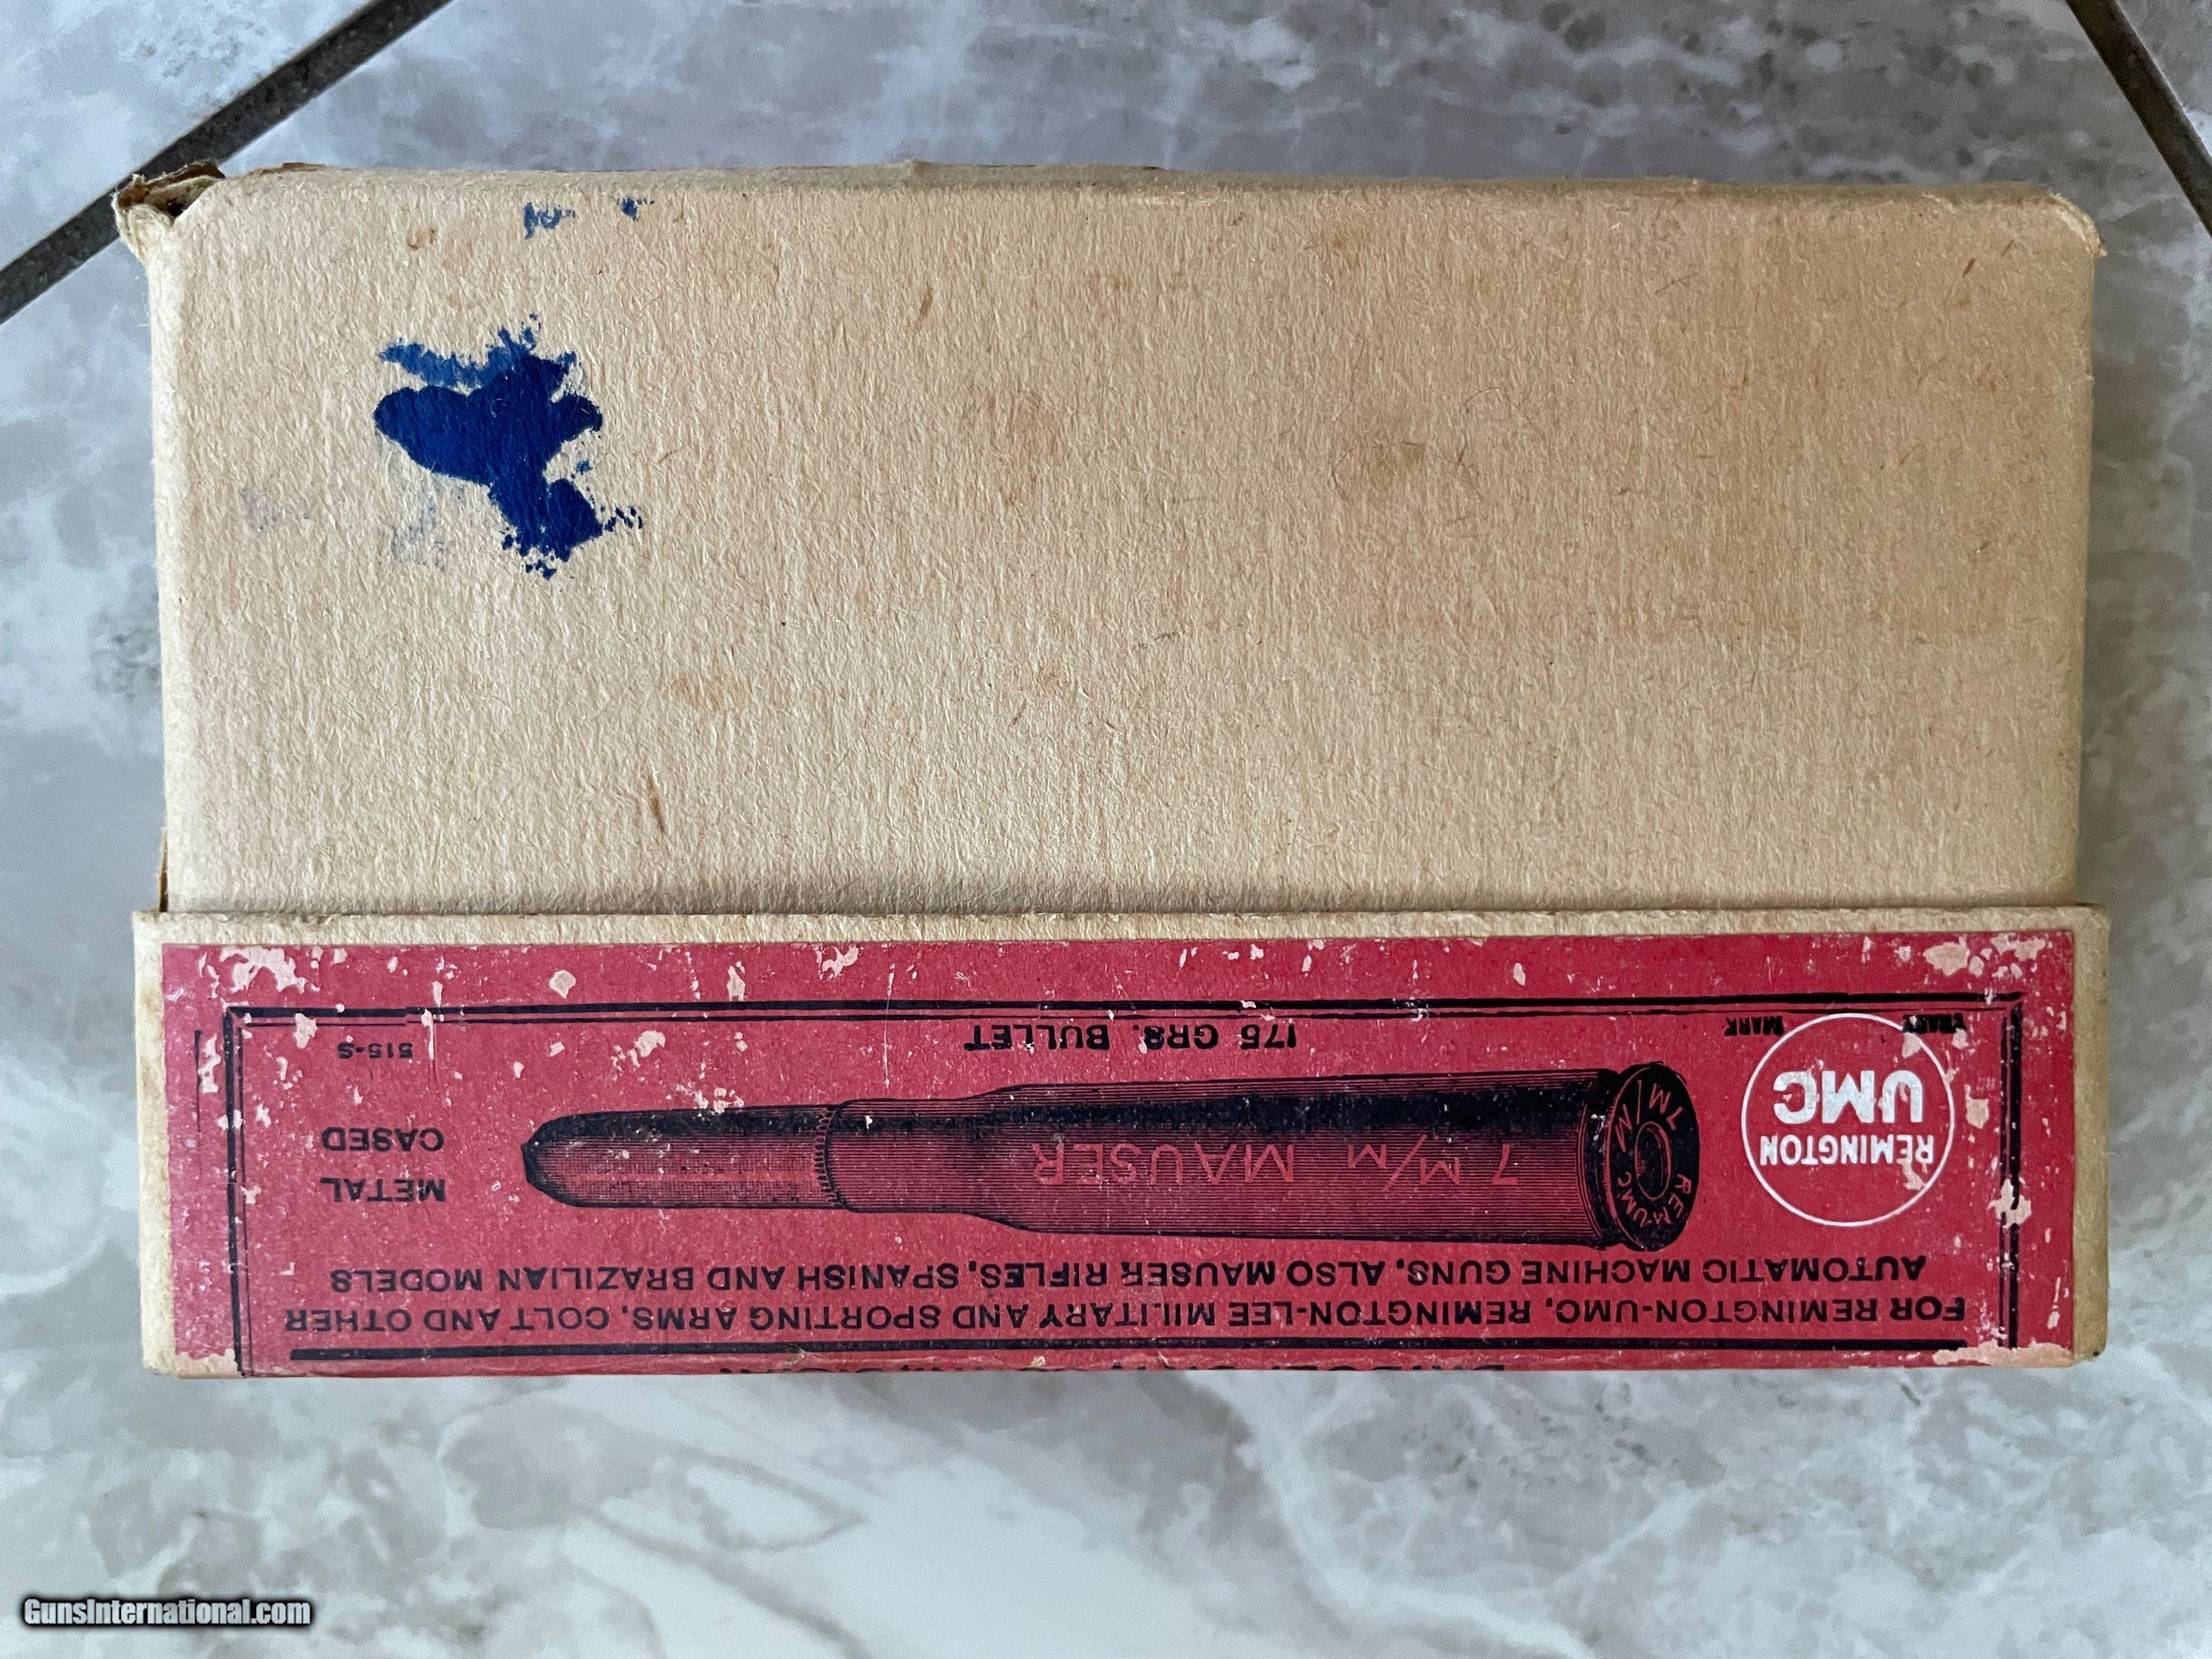 FOR REMINGTON-UMC, REMINGTON-LEE MILITARY AND SPORTING ARMS, COLT AND OTHER
AUTOMATIC MACHINE GUNS, ALSO MAUSER RIFLES, SPANISH AND BRAZILIAN MODELS
REMINGTON
UMC
TRADE
MARK
REM-UMC
7 M M
7 M/M MAUSER
METAL
CASED
175 GRS. BULLET
515-S
GunsInternational.com